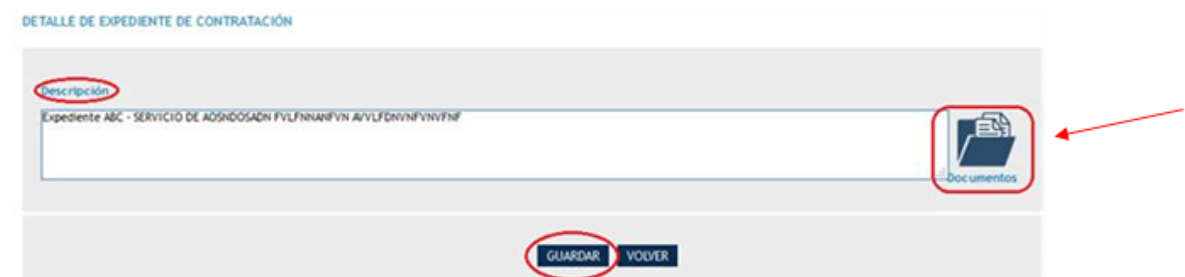 DETALLE DE EXPEDIENTE DE CONTRATACIÓN
Descripción
Expediente ABC - SERVICIO DE AOSNDOSADN FVLFNNANFVN AVVLFDNVNFVNVFNF
Documentos
GUARDAR VOLVER